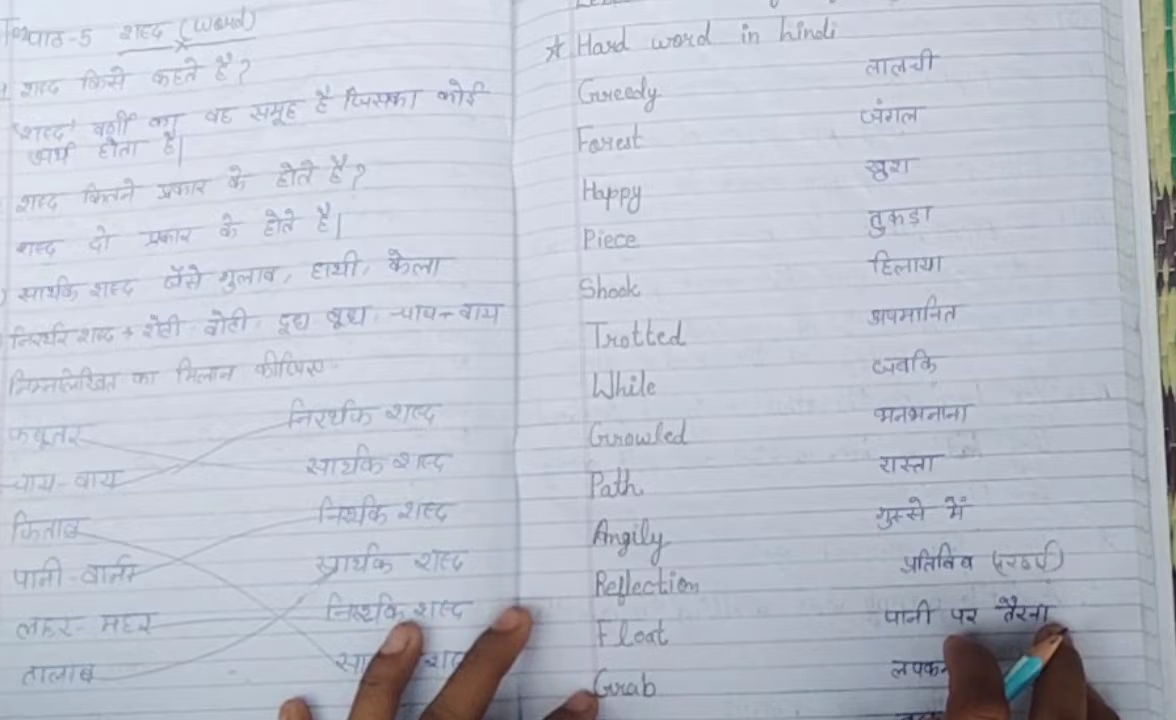 पाठ-5 शब्द (Word)
शब्द किसे कहते है?
'शब्द' वर्णो का वह समूह है जिसका कोई
अर्थ होता है|
शब्द कितने प्रकार के होते है?
शब्द दो प्रकार के होते है|
सार्थक शब्द जैसे गुलाब, हाथी, केला
निरर्थक शब्द रोटी वोटी, दूध वूध, चाय-वाय
निम्नलिखित का मिलान कीजिए
कबूतर निरर्थक शब्द
चाय-वाय सार्थक शब्द
किताब निरर्थक शब्द
पानी-वानी सार्थक शब्द
लहर-महर निरर्थक शब्द
तालाब
Hard word in hindi
Greedy लालची
Forest जंगल
Happy खुश
Piece तुकडा
Shook हिलाया
Trotted अपमानित
While जबकि
Growled भनभनाना
Path रास्ता
Angily गुस्से में
Reflection प्रतिबिंब
Float पानी पर तैरना
Grab